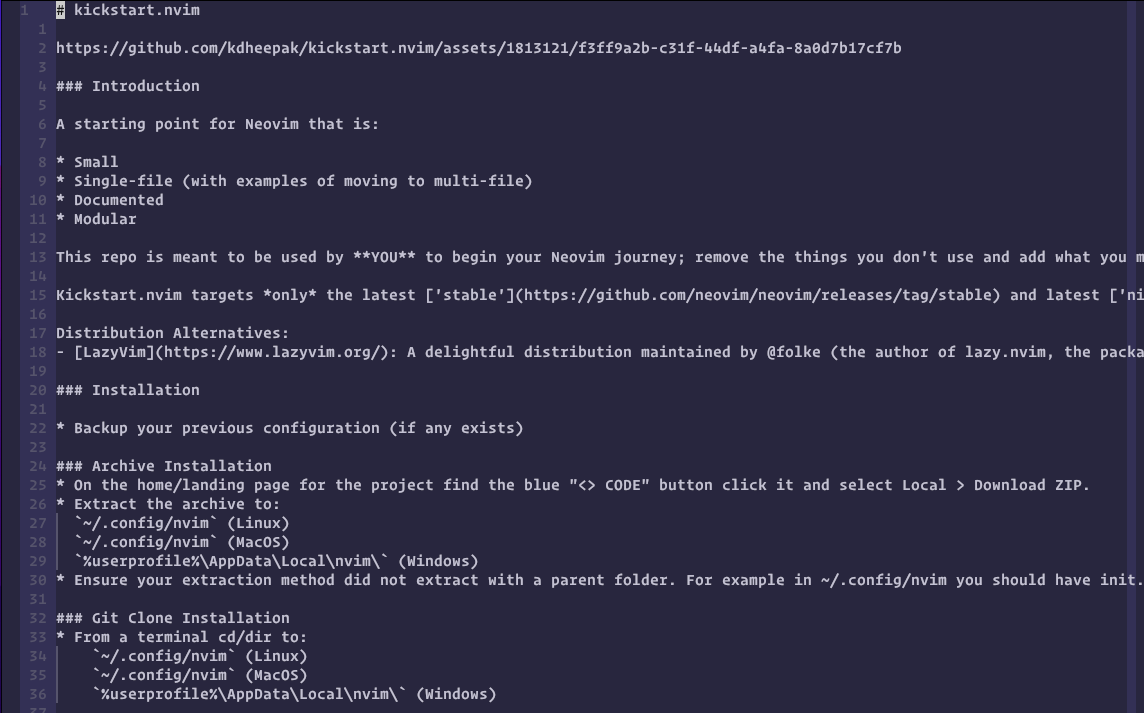 1 # kickstart.nvim
1
2 https://github.com/kdheepak/kickstart.nvim/assets/1813121/f3ff9a2b-c31f-44df-a4fa-8a0d7b17cf7b
3
4 ### Introduction
5
6 A starting point for Neovim that is:
7
8 * Small
9 * Single-file (with examples of moving to multi-file)
10 * Documented
11 * Modular
12
13 This repo is meant to be used by **YOU** to begin your Neovim journey; remove the things you don't use and add what you m
14
15 Kickstart.nvim targets *only* the latest ['stable'](https://github.com/neovim/neovim/releases/tag/stable) and latest ['ni
16
17 Distribution Alternatives:
18 - [LazyVim](https://www.lazyvim.org/): A delightful distribution maintained by @folke (the author of lazy.nvim, the packa
19
20 ### Installation
21
22 * Backup your previous configuration (if any exists)
23
24 ### Archive Installation
25 * On the home/landing page for the project find the blue "<> CODE" button click it and select Local > Download ZIP.
26 * Extract the archive to:
27 `~/.config/nvim` (Linux)
28 `~/.config/nvim` (MacOS)
29 `%userprofile%\AppData\Local\nvim\` (Windows)
30 * Ensure your extraction method did not extract with a parent folder. For example in ~/.config/nvim you should have init.
31
32 ### Git Clone Installation
33 * From a terminal cd/dir to:
34 `~/.config/nvim` (Linux)
35 `~/.config/nvim` (MacOS)
36 `%userprofile%\AppData\Local\nvim\` (Windows)
37